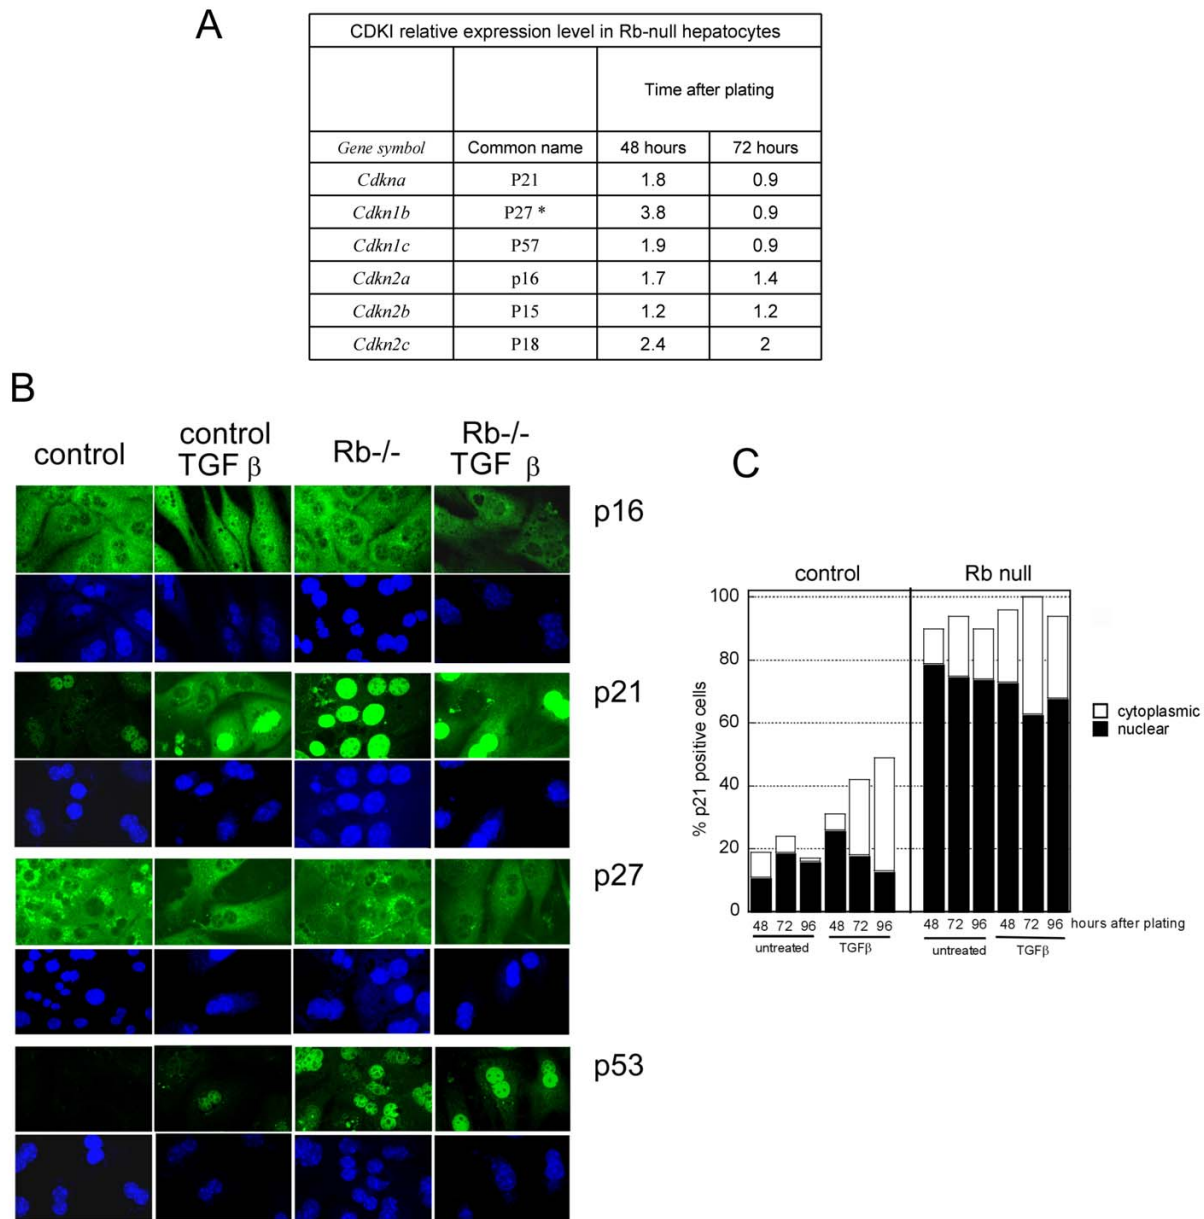 A
CDKI relative expression level in Rb-null hepatocytes
Time after plating
Gene symbol Common name 48 hours 72 hours
Cdkna P21 1.8 0.9
Cdkn1b P27 * 3.8 0.9
Cdkn1c P57 1.9 0.9
Cdkn2a p16 1.7 1.4
Cdkn2b P15 1.2 1.2
Cdkn2c P18 2.4 2
B
control control TGF β Rb-/- Rb-/- TGF β
p16
p21
p27
p53
C
control Rb null
100
80
60
40
20
0
% p21 positive cells
cytoplasmic
nuclear
48 72 96 48 72 96 48 72 96 48 72 96 hours after plating
untreated TGFβ untreated TGFβ